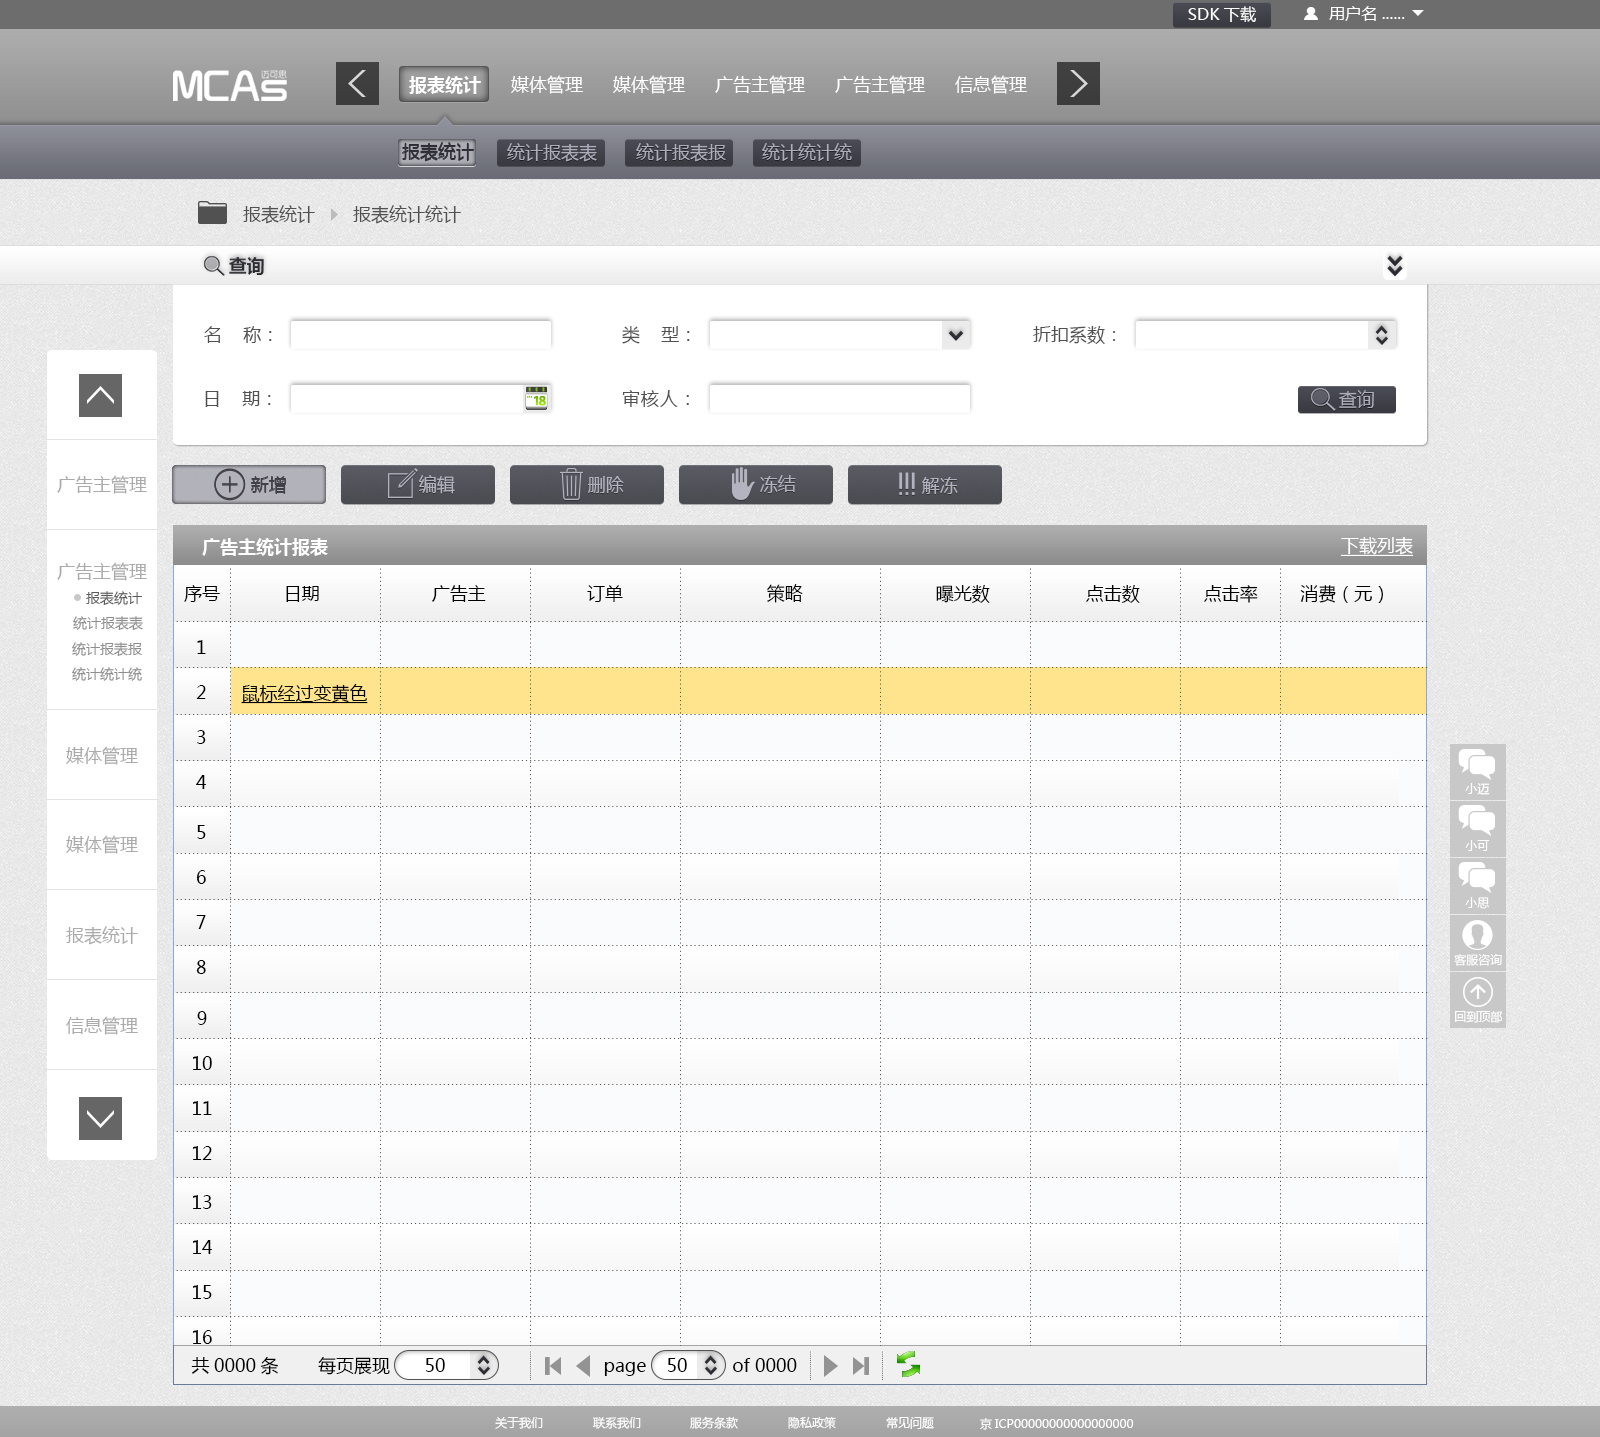 SDK 下载
用户名 ......
MCAs 迈可思
报表统计 媒体管理 媒体管理 广告主管理 广告主管理 信息管理
报表统计 统计报表表 统计报表报 统计统计统
报表统计 报表统计统计
查询
名 称： 类 型： 折扣系数：
日 期： 18 审核人： 查询
新增 编辑 删除 冻结 解冻
广告主管理
广告主管理
报表统计
统计报表表
统计报表报
统计统计统
媒体管理
媒体管理
报表统计
信息管理
广告主统计报表 下载列表
序号 日期 广告主 订单 策略 曝光数 点击数 点击率 消费（元）
1
2 鼠标经过变黄色
3
4
5
6
7
8
9
10
11
12
13
14
15
16
共 0000 条 每页展现 50 page 50 of 0000
小迈
小可
小思
客服咨询
回到顶部
关于我们 联系我们 服务条款 隐私政策 常见问题 京 ICP00000000000000000